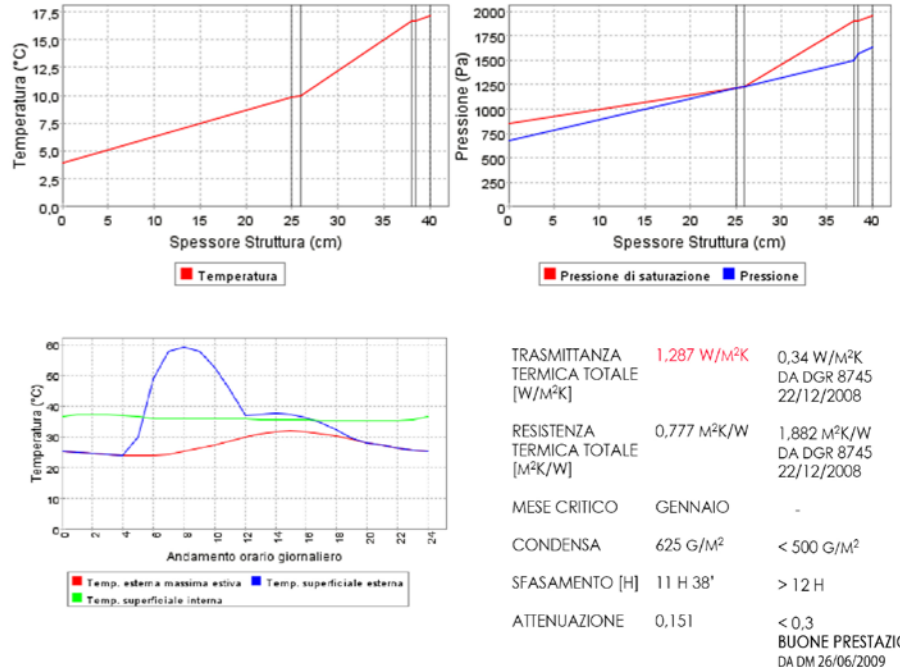 17,5
15,0
12,5
10,0
7,5
5,0
2,5
0,0
Temperatura (°C)
0 5 10 15 20 25 30 35 40
Spessore Struttura (cm)
Temperatura
2000
1750
1500
1250
1000
750
500
250
0
Pressione (Pa)
0 5 10 15 20 25 30 35 40
Spessore Struttura (cm)
Pressione di saturazione Pressione
60
50
40
30
20
10
0
Temperatura (°C)
0 2 4 6 8 10 12 14 16 18 20 22 24
Andamento orario giornaliero
Temp. esterna massima estiva Temp. superficiale esterna
Temp. superficiale interna
TRASMITTANZA 1,287 W/M²K 0,34 W/M²K
TERMICA TOTALE DA DGR 8745
[W/M²K] 22/12/2008
RESISTENZA 0,777 M²K/W 1,882 M²K/W
TERMICA TOTALE DA DGR 8745
[M²K/W] 22/12/2008
MESE CRITICO GENNAIO -
CONDENSA 625 G/M² < 500 G/M²
SFASAMENTO [H] 11 H 38' > 12 H
ATTENUAZIONE 0,151 < 0,3
BUONE PRESTAZIO
DA DM 26/06/2009